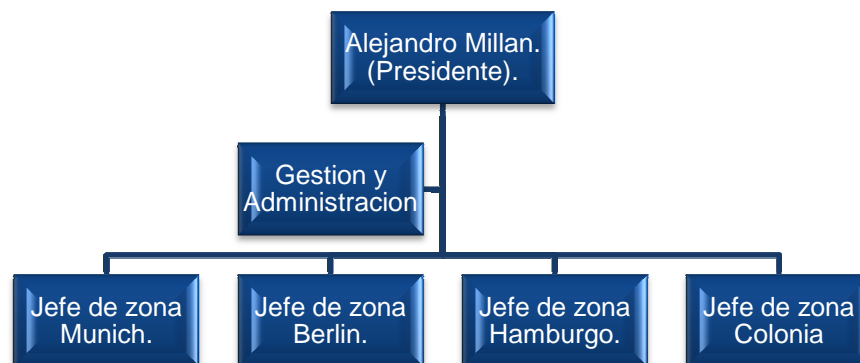 Alejandro Millan.
(Presidente).
Gestion y
Administracion
Jefe de zona
Munich.
Jefe de zona
Berlin.
Jefe de zona
Hamburgo.
Jefe de zona
Colonia